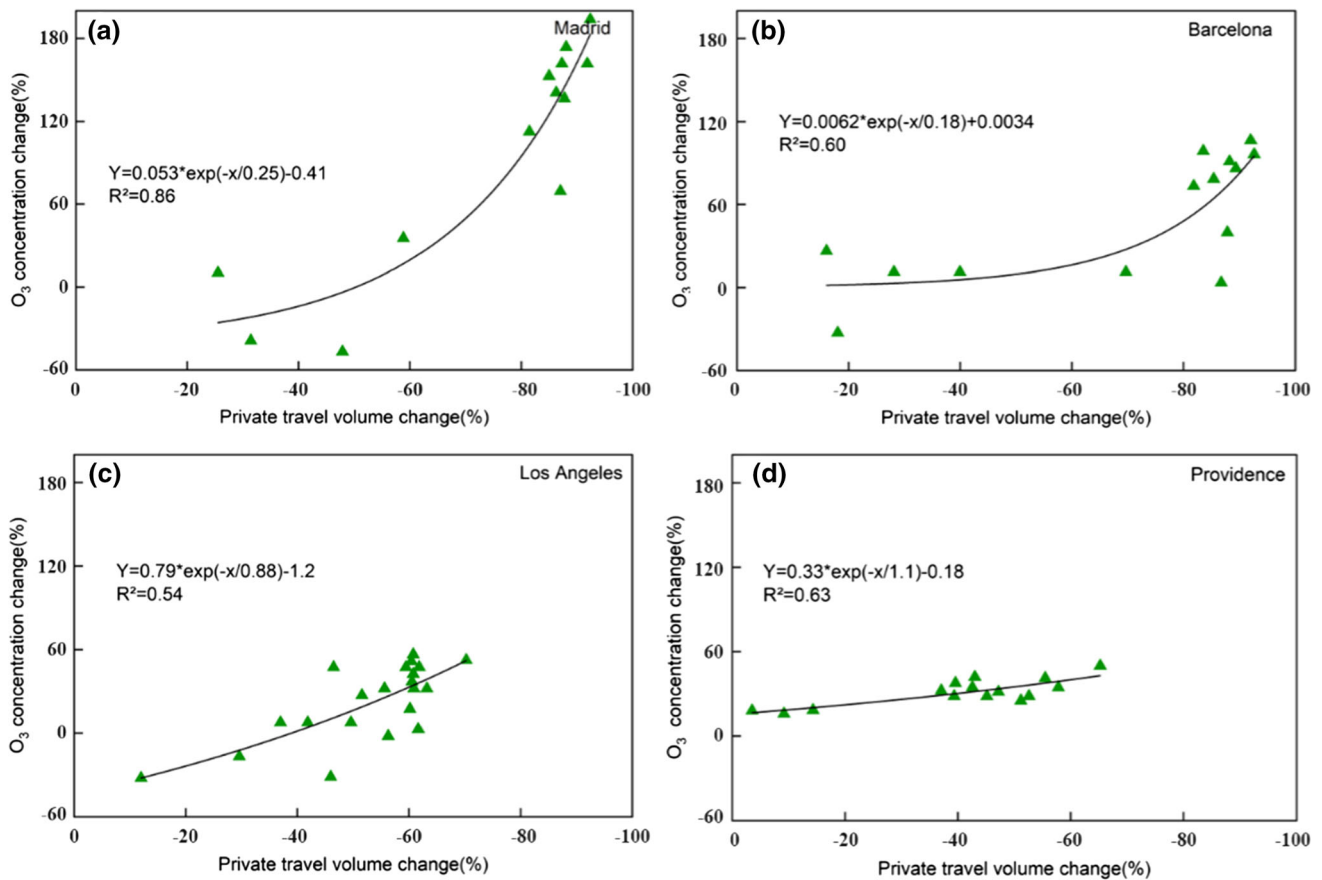 (a)
Madrid
Y=0.053*exp(-x/0.25)-0.41
R²=0.86
O₃ concentration change(%)
180
120
60
0
-60
0 -20 -40 -60 -80 -100
Private travel volume change(%)
(b)
Barcelona
Y=0.0062*exp(-x/0.18)+0.0034
R²=0.60
O₃ concentration change(%)
180
120
60
0
-60
0 -20 -40 -60 -80 -100
Private travel volume change(%)
(c)
Los Angeles
Y=0.79*exp(-x/0.88)-1.2
R²=0.54
O₃ concentration change(%)
180
120
60
0
-60
0 -20 -40 -60 -80 -100
Private travel volume change(%)
(d)
Providence
Y=0.33*exp(-x/1.1)-0.18
R²=0.63
O₃ concentration change(%)
180
120
60
0
-60
0 -20 -40 -60 -80 -100
Private travel volume change(%)